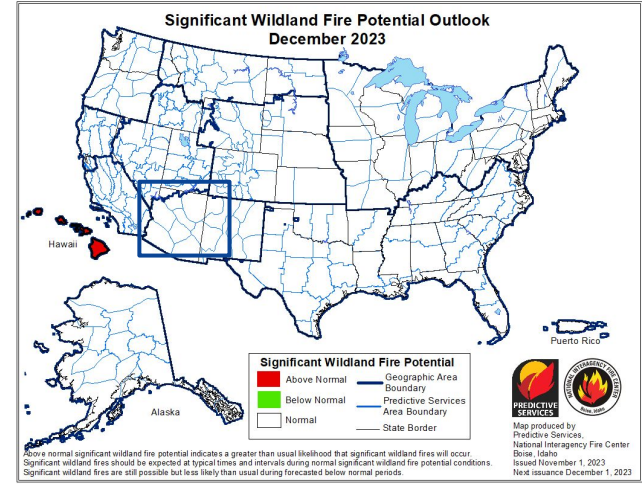 Significant Wildland Fire Potential Outlook
December 2023
Hawaii
Alaska
Puerto Rico
Significant Wildland Fire Potential
Above Normal
Below Normal
Normal
Geographic Area
Boundary
Predictive Services
Area Boundary
State Border
PREDICTIVE
SERVICES
NATIONAL INTERAGENCY FIRE CENTER
Boise, Idaho
Map produced by
Predictive Services,
National Interagency Fire Center
Boise, Idaho
Issued November 1, 2023
Next issuance December 1, 2023
Above normal significant wildland fire potential indicates a greater than usual likelihood that significant wildland fires will occur.
Significant wildland fires should be expected at typical times and intervals during normal significant wildland fire potential conditions.
Significant wildland fires are still possible but less likely than usual during forecasted below normal periods.